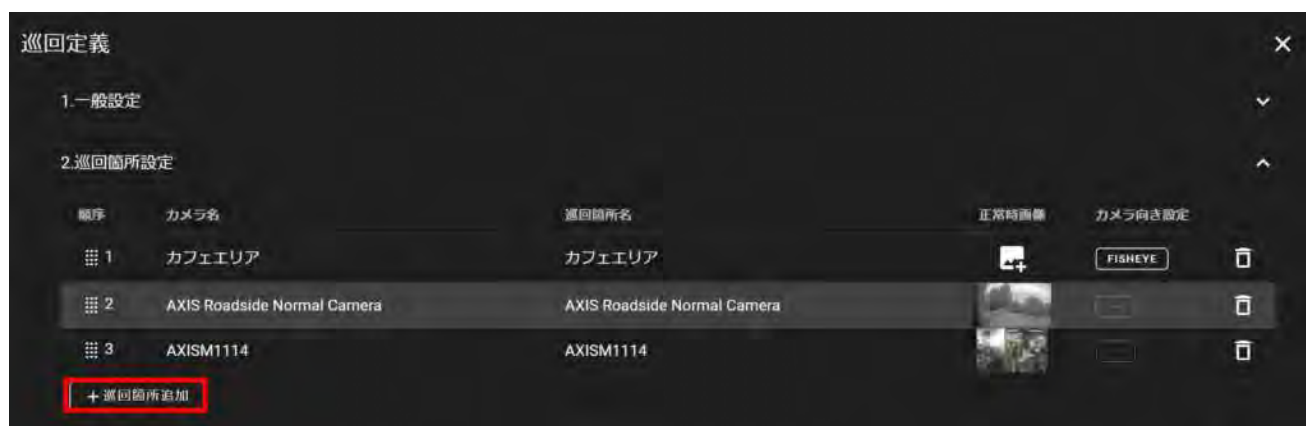 巡回定義
1.一般設定
2.巡回箇所設定
順序 カメラ名 巡回箇所名 正常時画像 カメラ向き設定
1 カフェエリア カフェエリア FISHEYE
2 AXIS Roadside Normal Camera AXIS Roadside Normal Camera
3 AXISM1114 AXISM1114
+巡回箇所追加